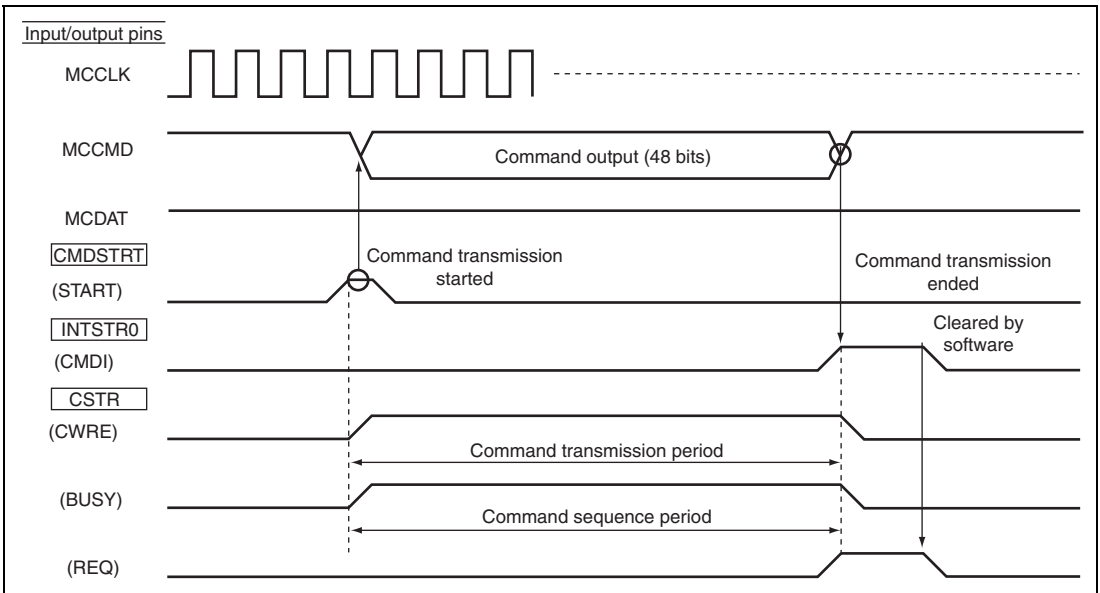 Input/output pins
MCCLK
MCCMD
Command output (48 bits)
MCDAT
CMDSTRT
(START)
Command transmission
started
Command transmission
ended
INTSTR0
(CMDI)
Cleared by
software
CSTR
(CWRE)
Command transmission period
(BUSY)
Command sequence period
(REQ)